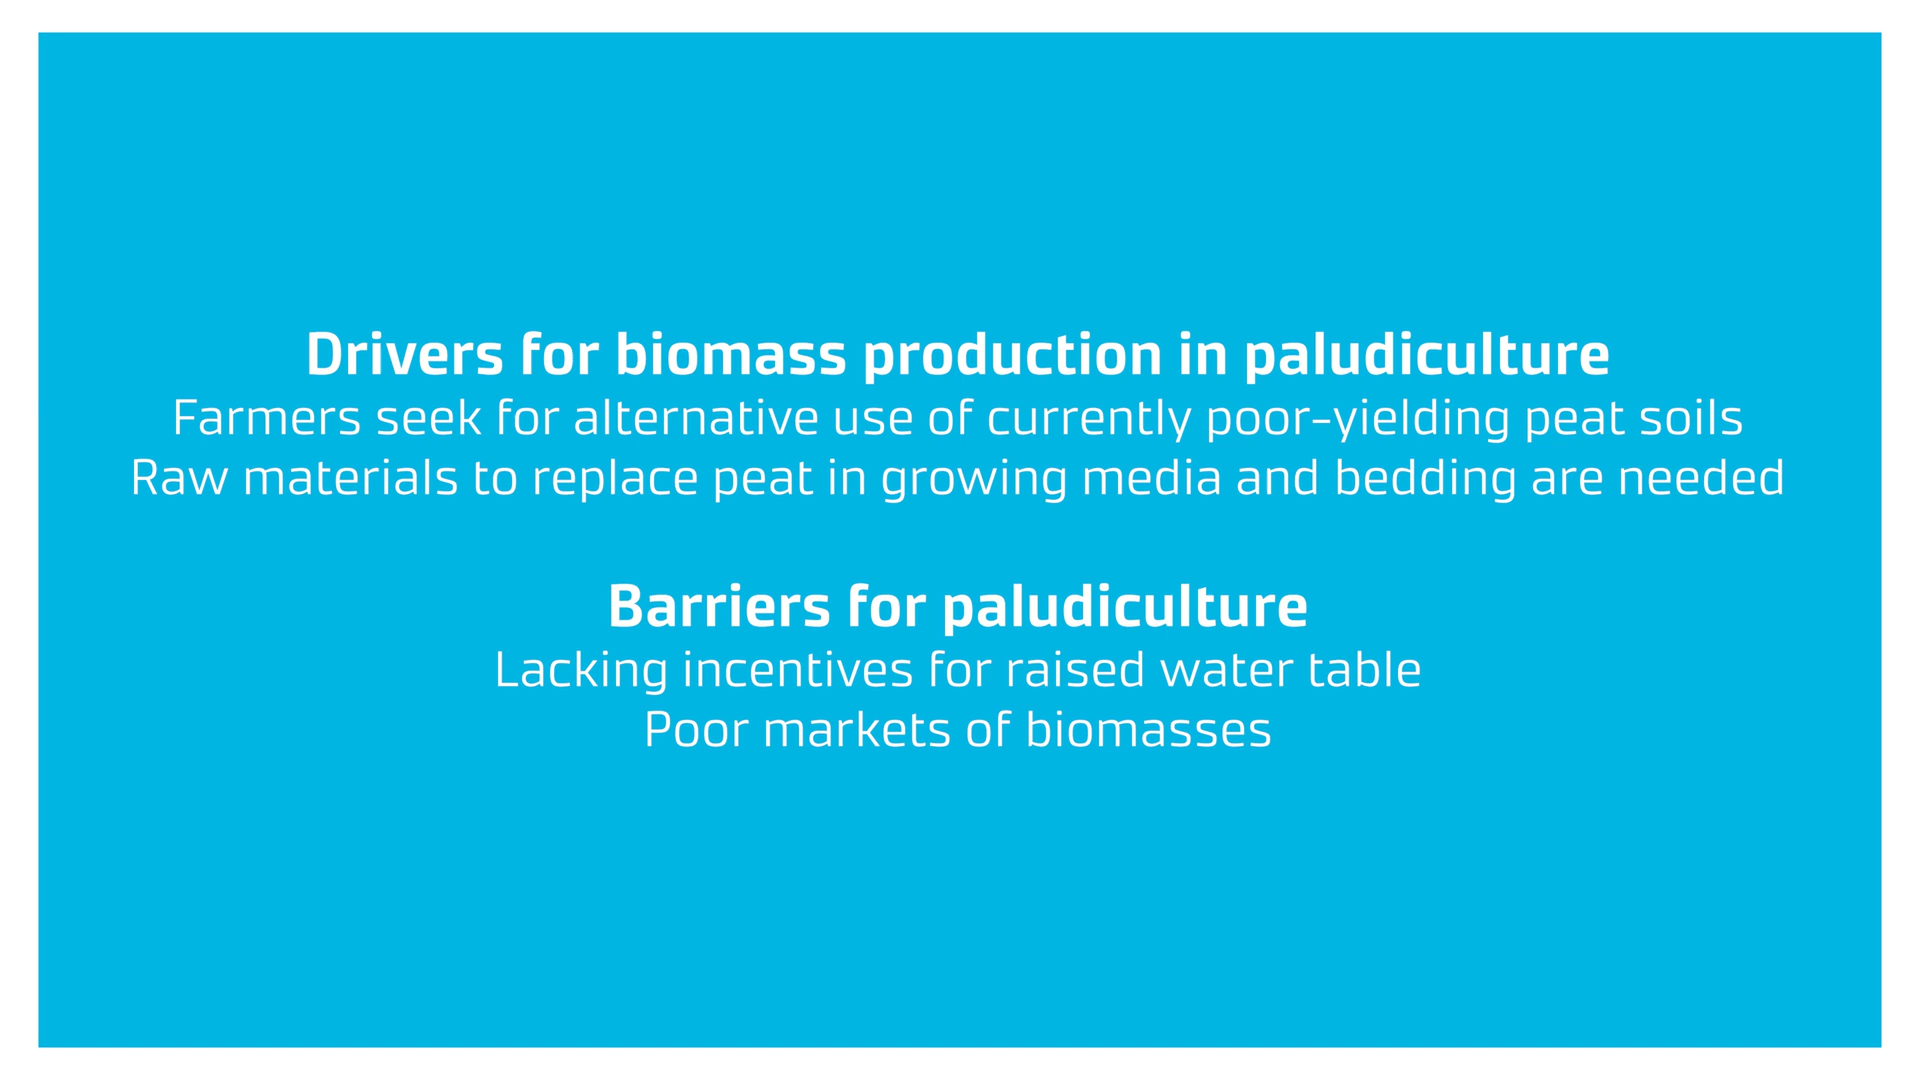 Drivers for biomass production in paludiculture
Farmers seek for alternative use of currently poor-yielding peat soils
Raw materials to replace peat in growing media and bedding are needed
Barriers for paludiculture
Lacking incentives for raised water table
Poor markets of biomasses